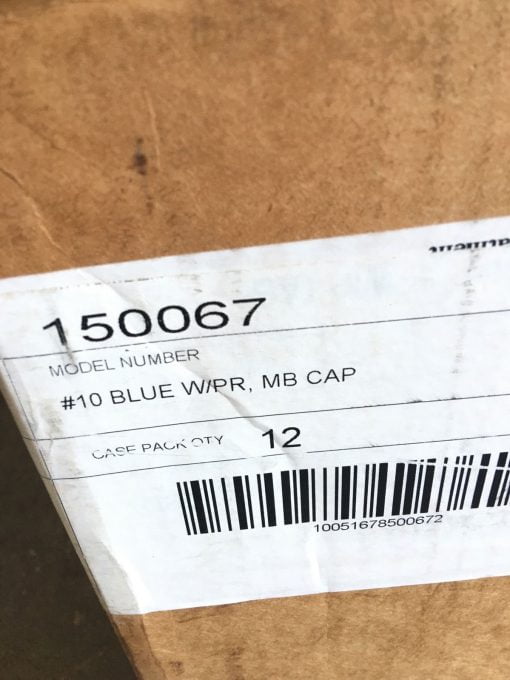 150067
MODEL NUMBER
#10 BLUE W/PR, MB CAP
CASE PACK QTY 12
10051678500672